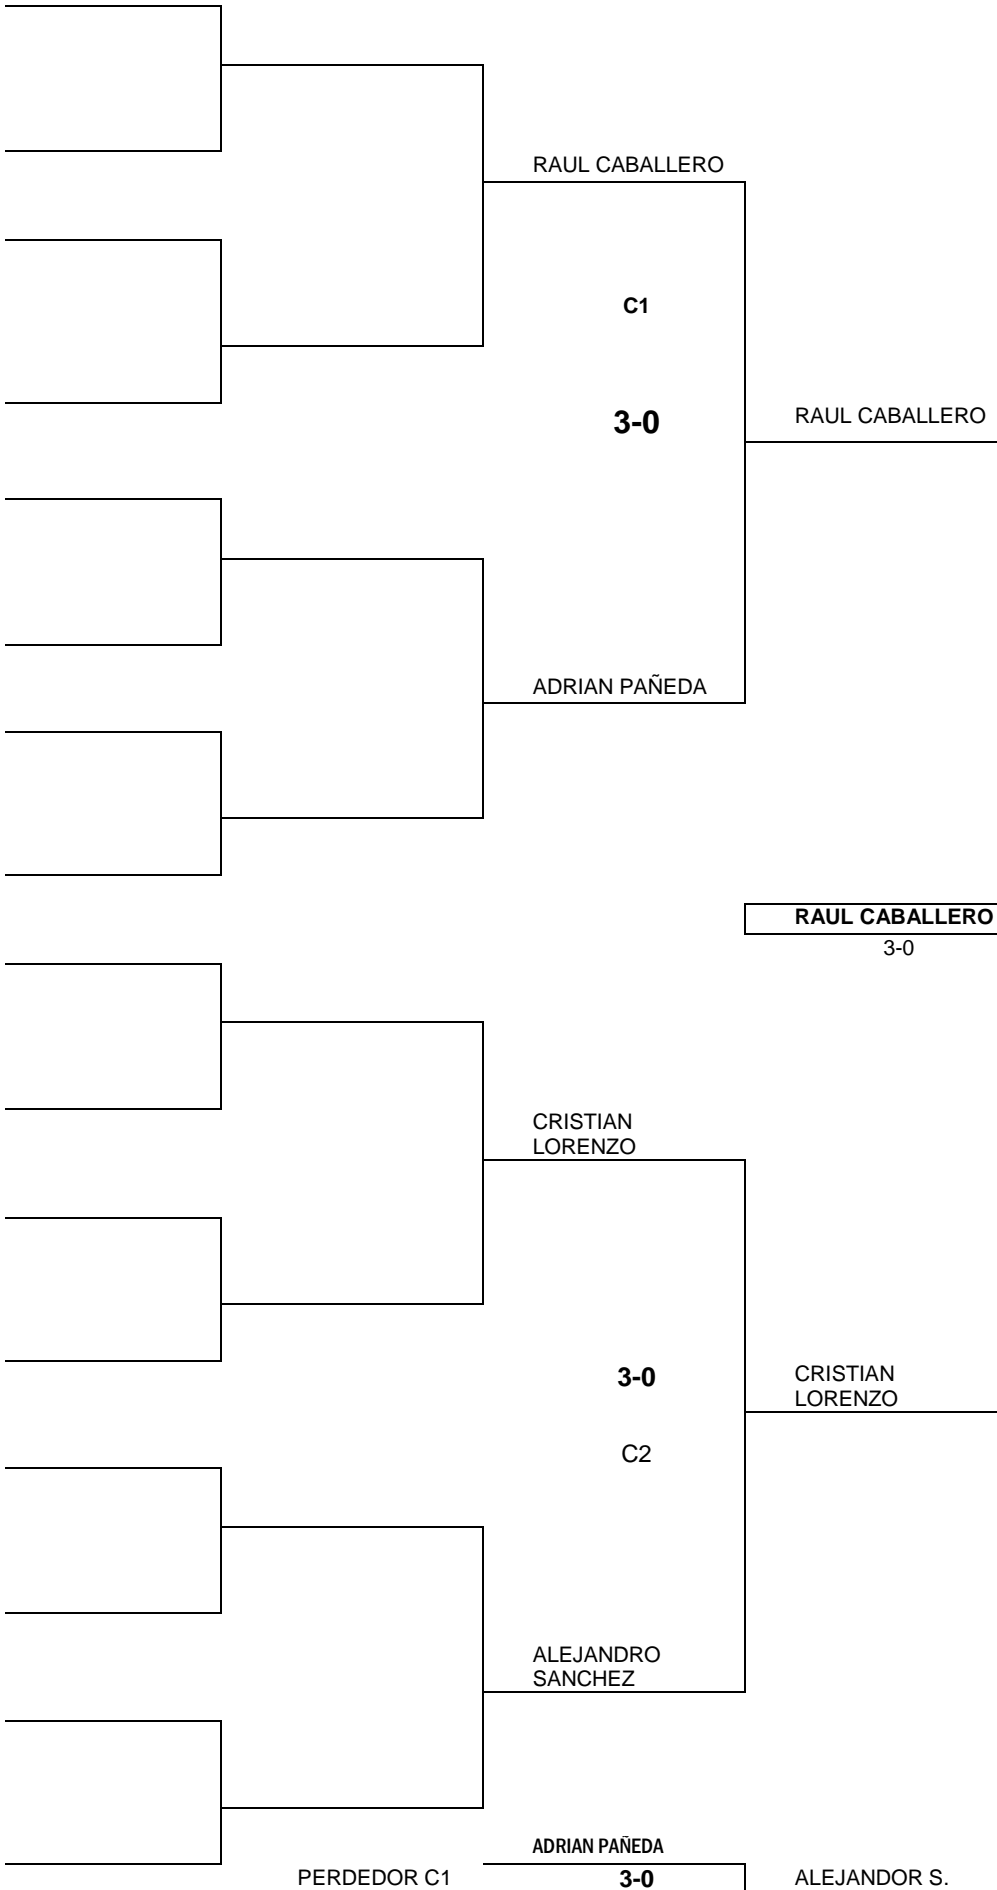 RAUL CABALLERO
C1
3-0
RAUL CABALLERO
ADRIAN PAÑEDA
RAUL CABALLERO
3-0
CRISTIAN
LORENZO
3-0
CRISTIAN
LORENZO
C2
ALEJANDRO
SANCHEZ
ADRIAN PAÑEDA
PERDEDOR C1
3-0
ALEJANDOR S.